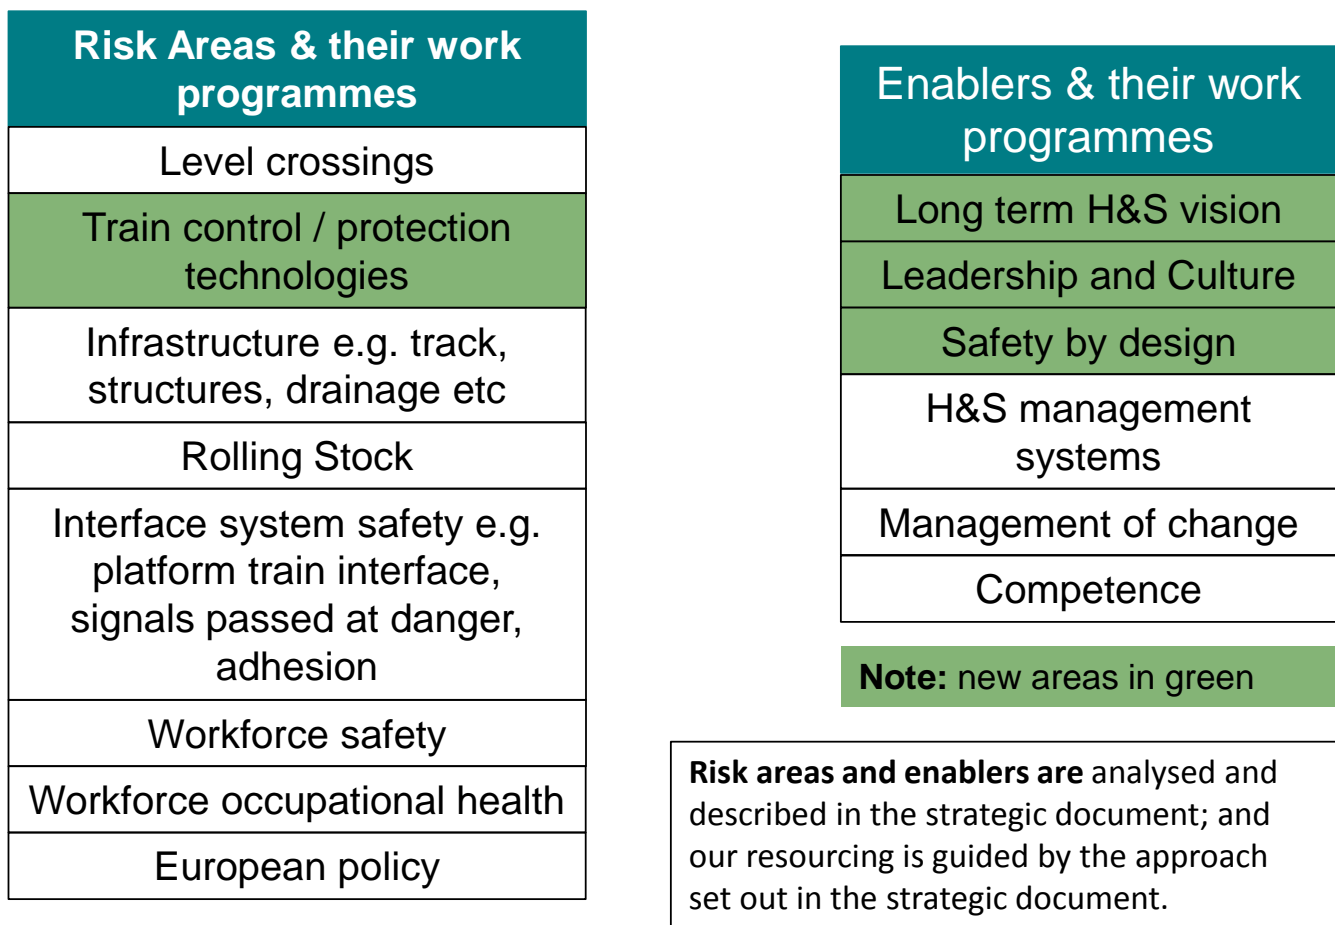 Risk Areas & their work
programmes
Level crossings
Train control / protection
technologies
Infrastructure e.g. track,
structures, drainage etc
Rolling Stock
Interface system safety e.g.
platform train interface,
signals passed at danger,
adhesion
Workforce safety
Workforce occupational health
European policy
Enablers & their work
programmes
Long term H&S vision
Leadership and Culture
Safety by design
H&S management
systems
Management of change
Competence
Note: new areas in green
Risk areas and enablers are analysed and
described in the strategic document; and
our resourcing is guided by the approach
set out in the strategic document.